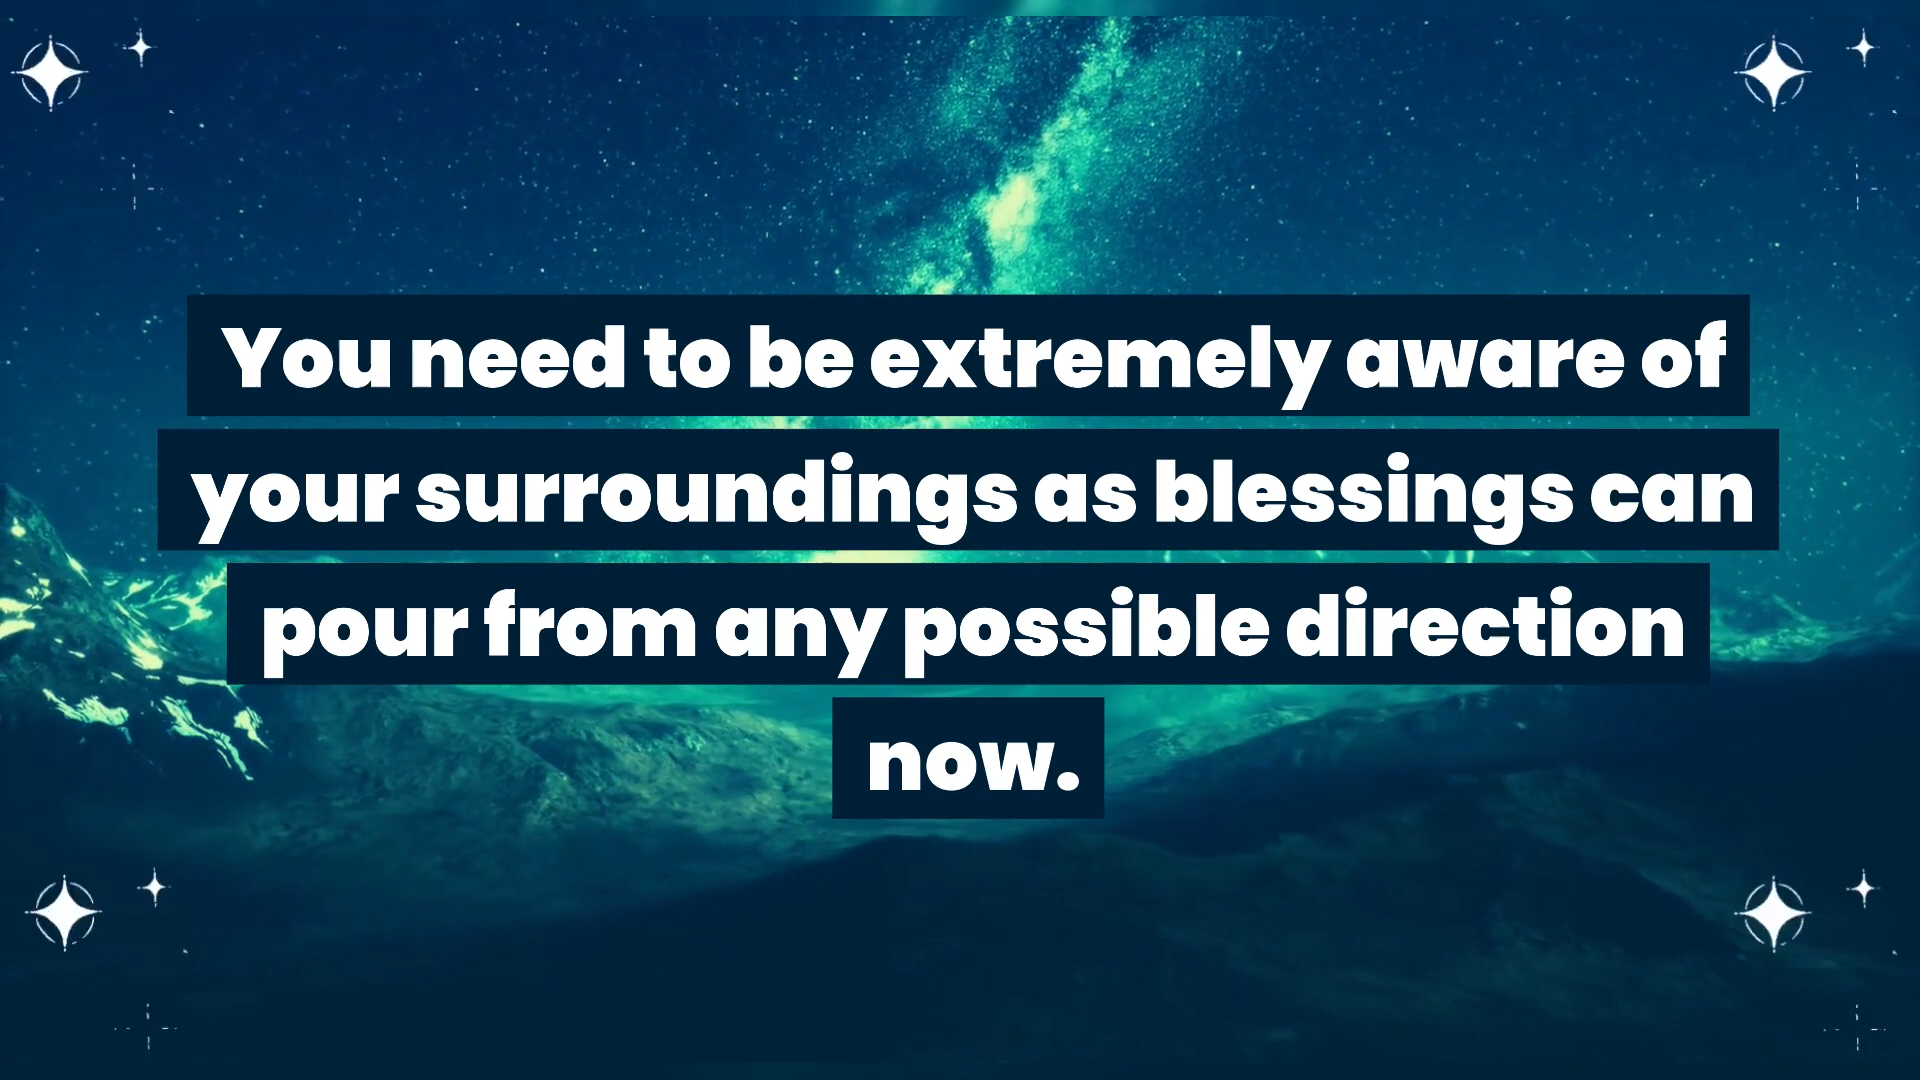 You need to be extremely aware of
your surroundings as blessings can
pour from any possible direction
now.